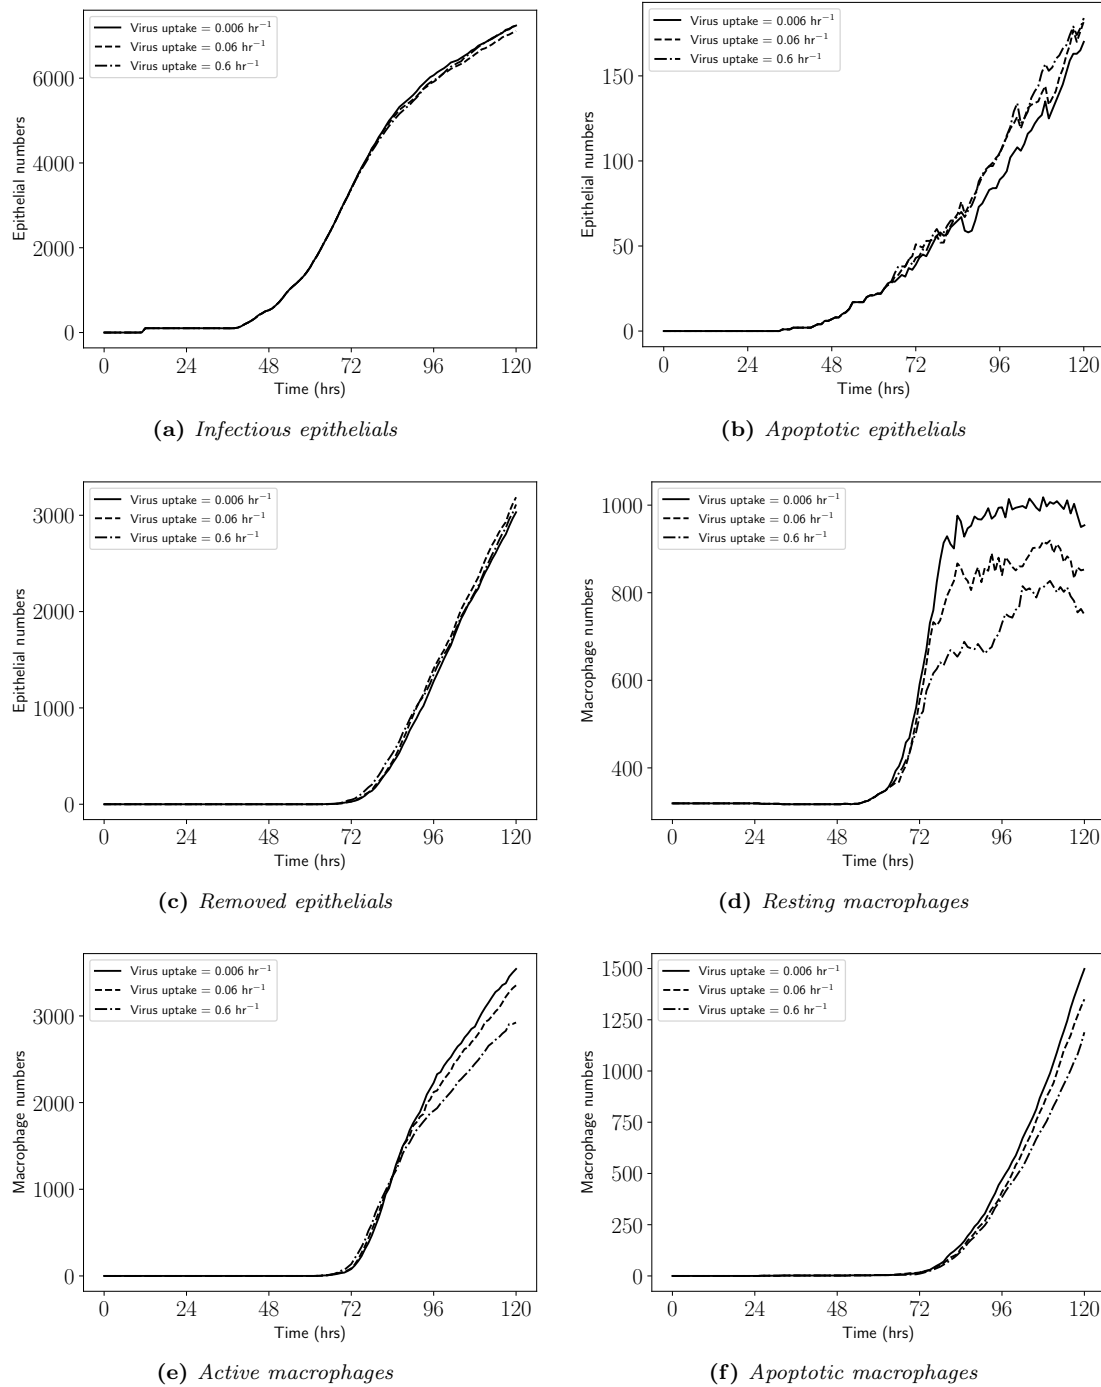 Virus uptake = 0.006 hr⁻¹
Virus uptake = 0.06 hr⁻¹
Virus uptake = 0.6 hr⁻¹
Epithelial numbers
6000
4000
2000
0
0 24 48 72 96 120
Time (hrs)
(a) Infectious epithelials
Virus uptake = 0.006 hr⁻¹
Virus uptake = 0.06 hr⁻¹
Virus uptake = 0.6 hr⁻¹
Epithelial numbers
150
100
50
0
0 24 48 72 96 120
Time (hrs)
(b) Apoptotic epithelials
Virus uptake = 0.006 hr⁻¹
Virus uptake = 0.06 hr⁻¹
Virus uptake = 0.6 hr⁻¹
Epithelial numbers
3000
2000
1000
0
0 24 48 72 96 120
Time (hrs)
(c) Removed epithelials
Virus uptake = 0.006 hr⁻¹
Virus uptake = 0.06 hr⁻¹
Virus uptake = 0.6 hr⁻¹
Macrophage numbers
1000
800
600
400
0 24 48 72 96 120
Time (hrs)
(d) Resting macrophages
Virus uptake = 0.006 hr⁻¹
Virus uptake = 0.06 hr⁻¹
Virus uptake = 0.6 hr⁻¹
Macrophage numbers
3000
2000
1000
0
0 24 48 72 96 120
Time (hrs)
(e) Active macrophages
Virus uptake = 0.006 hr⁻¹
Virus uptake = 0.06 hr⁻¹
Virus uptake = 0.6 hr⁻¹
Macrophage numbers
1500
1250
1000
750
500
250
0
0 24 48 72 96 120
Time (hrs)
(f) Apoptotic macrophages